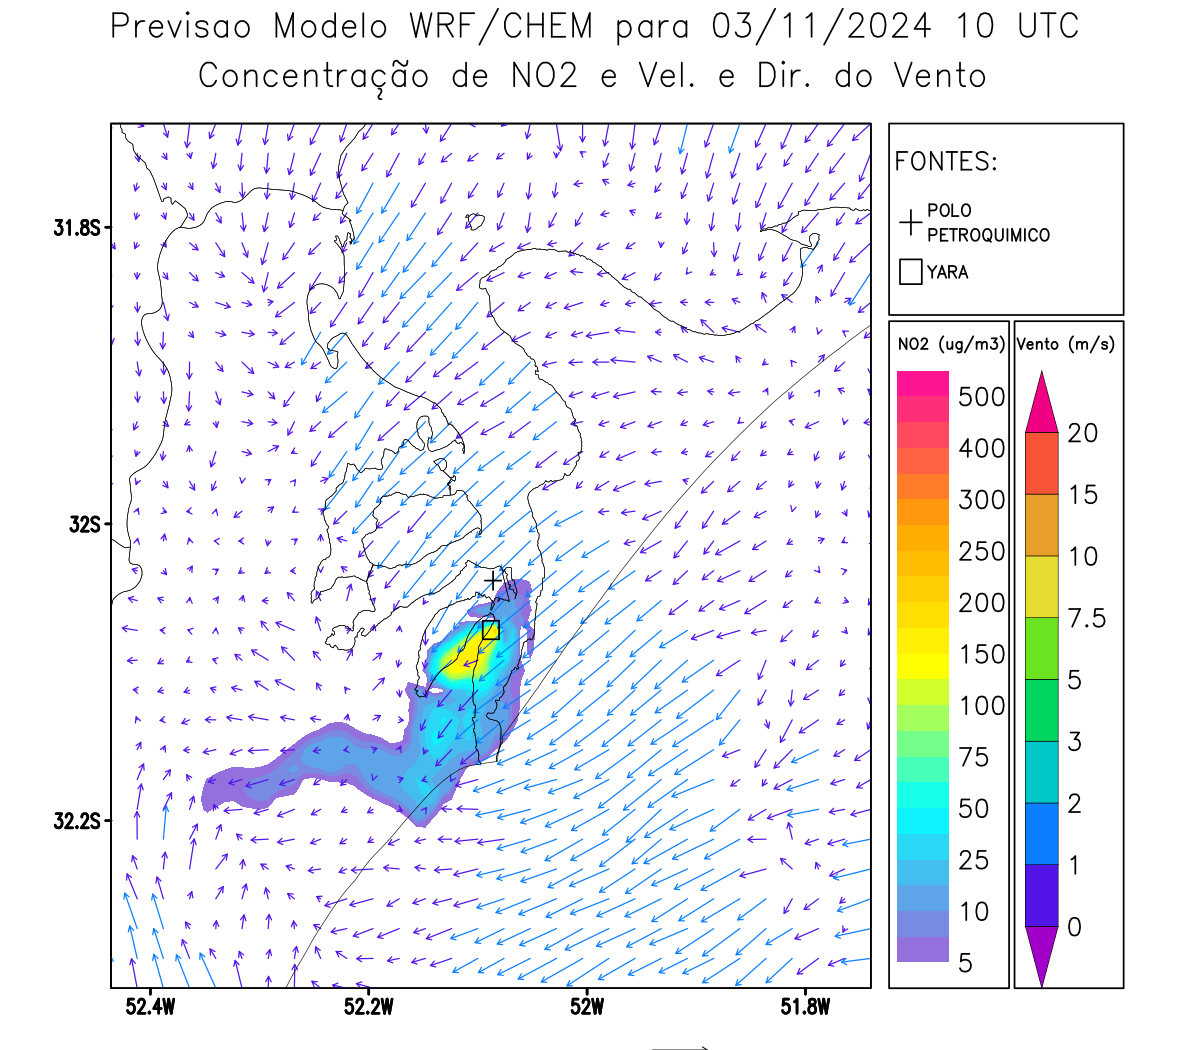 Previsao Modelo WRF/CHEM para 03/11/2024 10 UTC
Concentração de NO2 e Vel. e Dir. do Vento
FONTES:
POLO
PETROQUIMICO
YARA
NO2 (ug/m3)
500
400
300
250
200
150
100
75
50
25
10
5
Vento (m/s)
20
15
10
7.5
5
3
2
1
0
31.8S
32S
32.2S
52.4W
52.2W
52W
51.8W